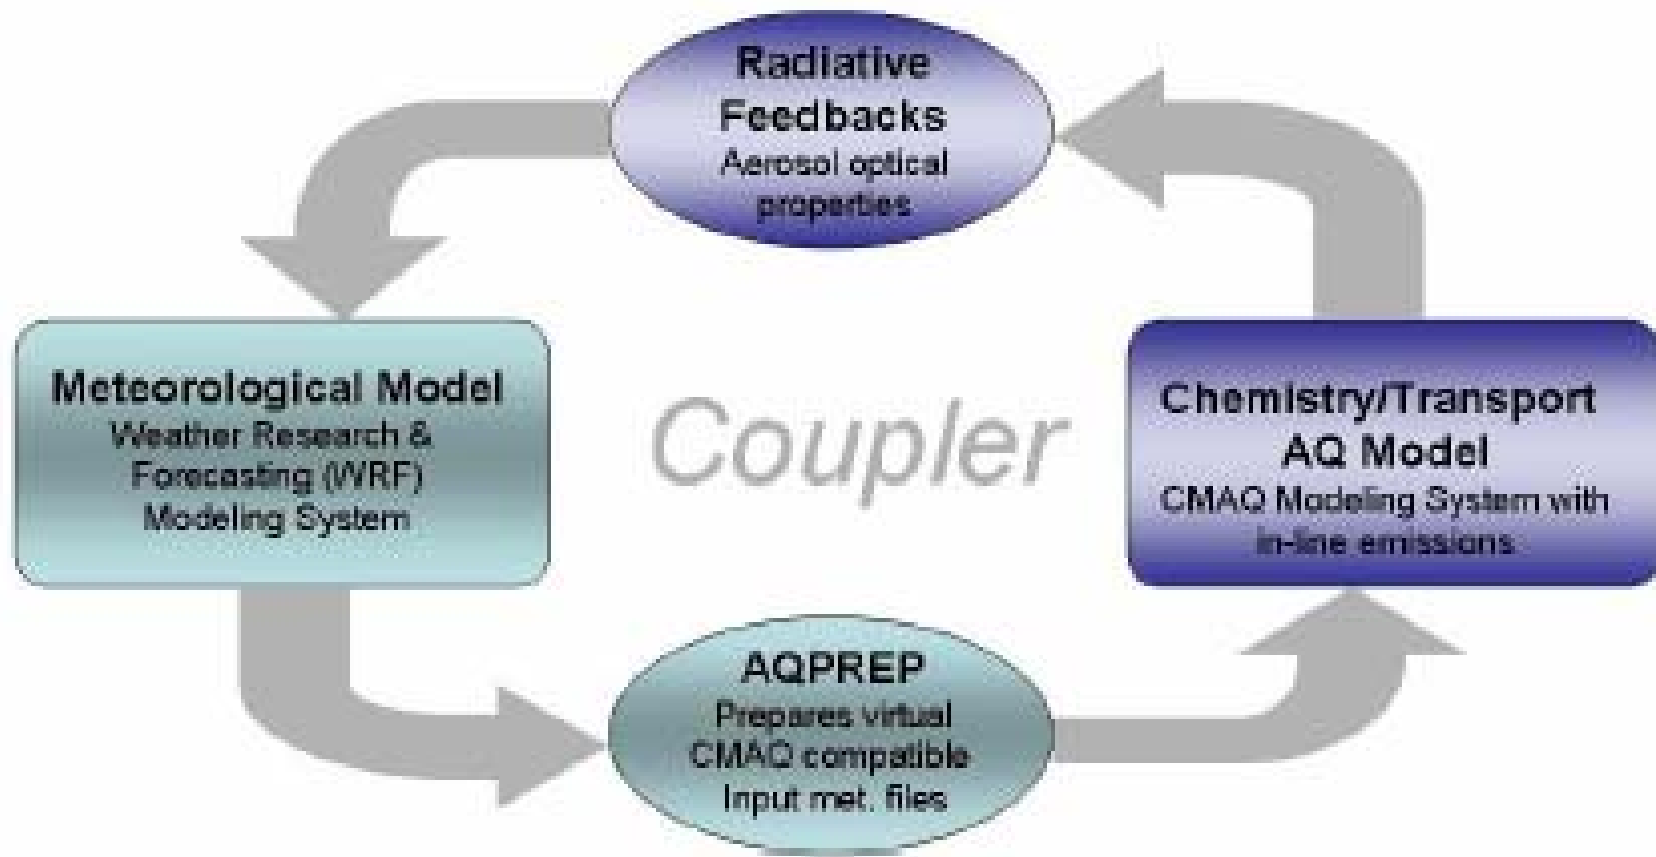 Radiative
Feedbacks
Aerosol optical
properties
Meteorological Model
Weather Research &
Forecasting (WRF)
Modeling System
Coupler
Chemistry/Transport
AQ Model
CMAQ Modeling System with
in-line emissions
AQPREP
Prepares virtual
CMAQ compatible
Input met. files